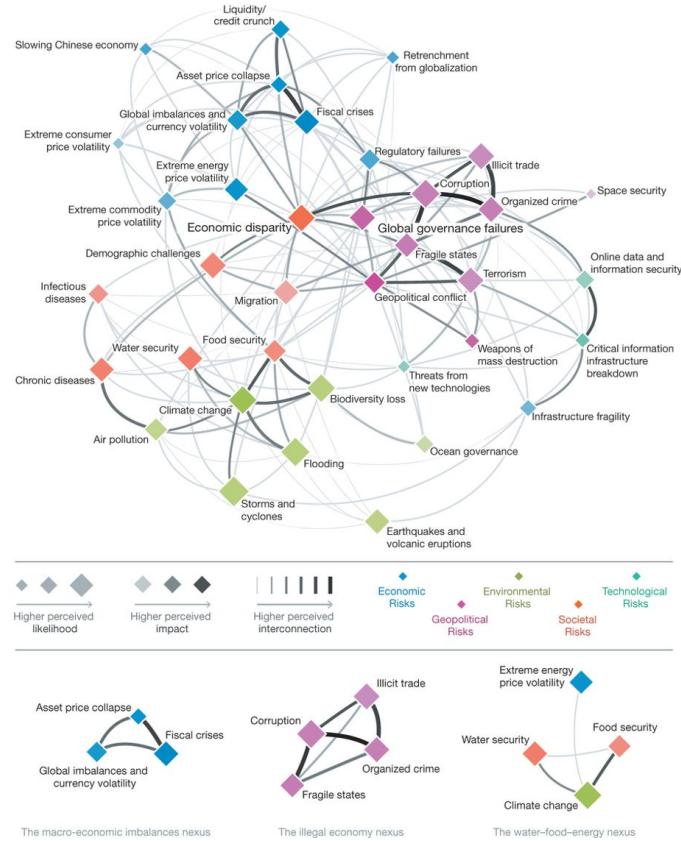 Liquidity/
credit crunch
Slowing Chinese economy
Retrenchment
from globalization
Asset price collapse
Global imbalances and
currency volatility
Fiscal crises
Extreme consumer
price volatility
Regulatory failures
Illicit trade
Extreme energy
price volatility
Corruption
Space security
Organized crime
Extreme commodity
price volatility
Economic disparity
Global governance failures
Fragile states
Demographic challenges
Online data and
information security
Terrorism
Infectious
diseases
Migration
Geopolitical conflict
Water security
Food security
Weapons of
mass destruction
Critical information
infrastructure
breakdown
Chronic diseases
Threats from
new technologies
Climate change
Biodiversity loss
Infrastructure fragility
Air pollution
Ocean governance
Flooding
Storms and
cyclones
Earthquakes and
volcanic eruptions
Higher perceived
likelihood
Higher perceived
impact
Higher perceived
interconnection
Economic
Risks
Geopolitical
Risks
Environmental
Risks
Societal
Risks
Technological
Risks
Asset price collapse
Fiscal crises
Global imbalances and
currency volatility
The macro-economic imbalances nexus
Illicit trade
Corruption
Organized crime
Fragile states
The illegal economy nexus
Extreme energy
price volatility
Food security
Water security
Climate change
The water–food–energy nexus